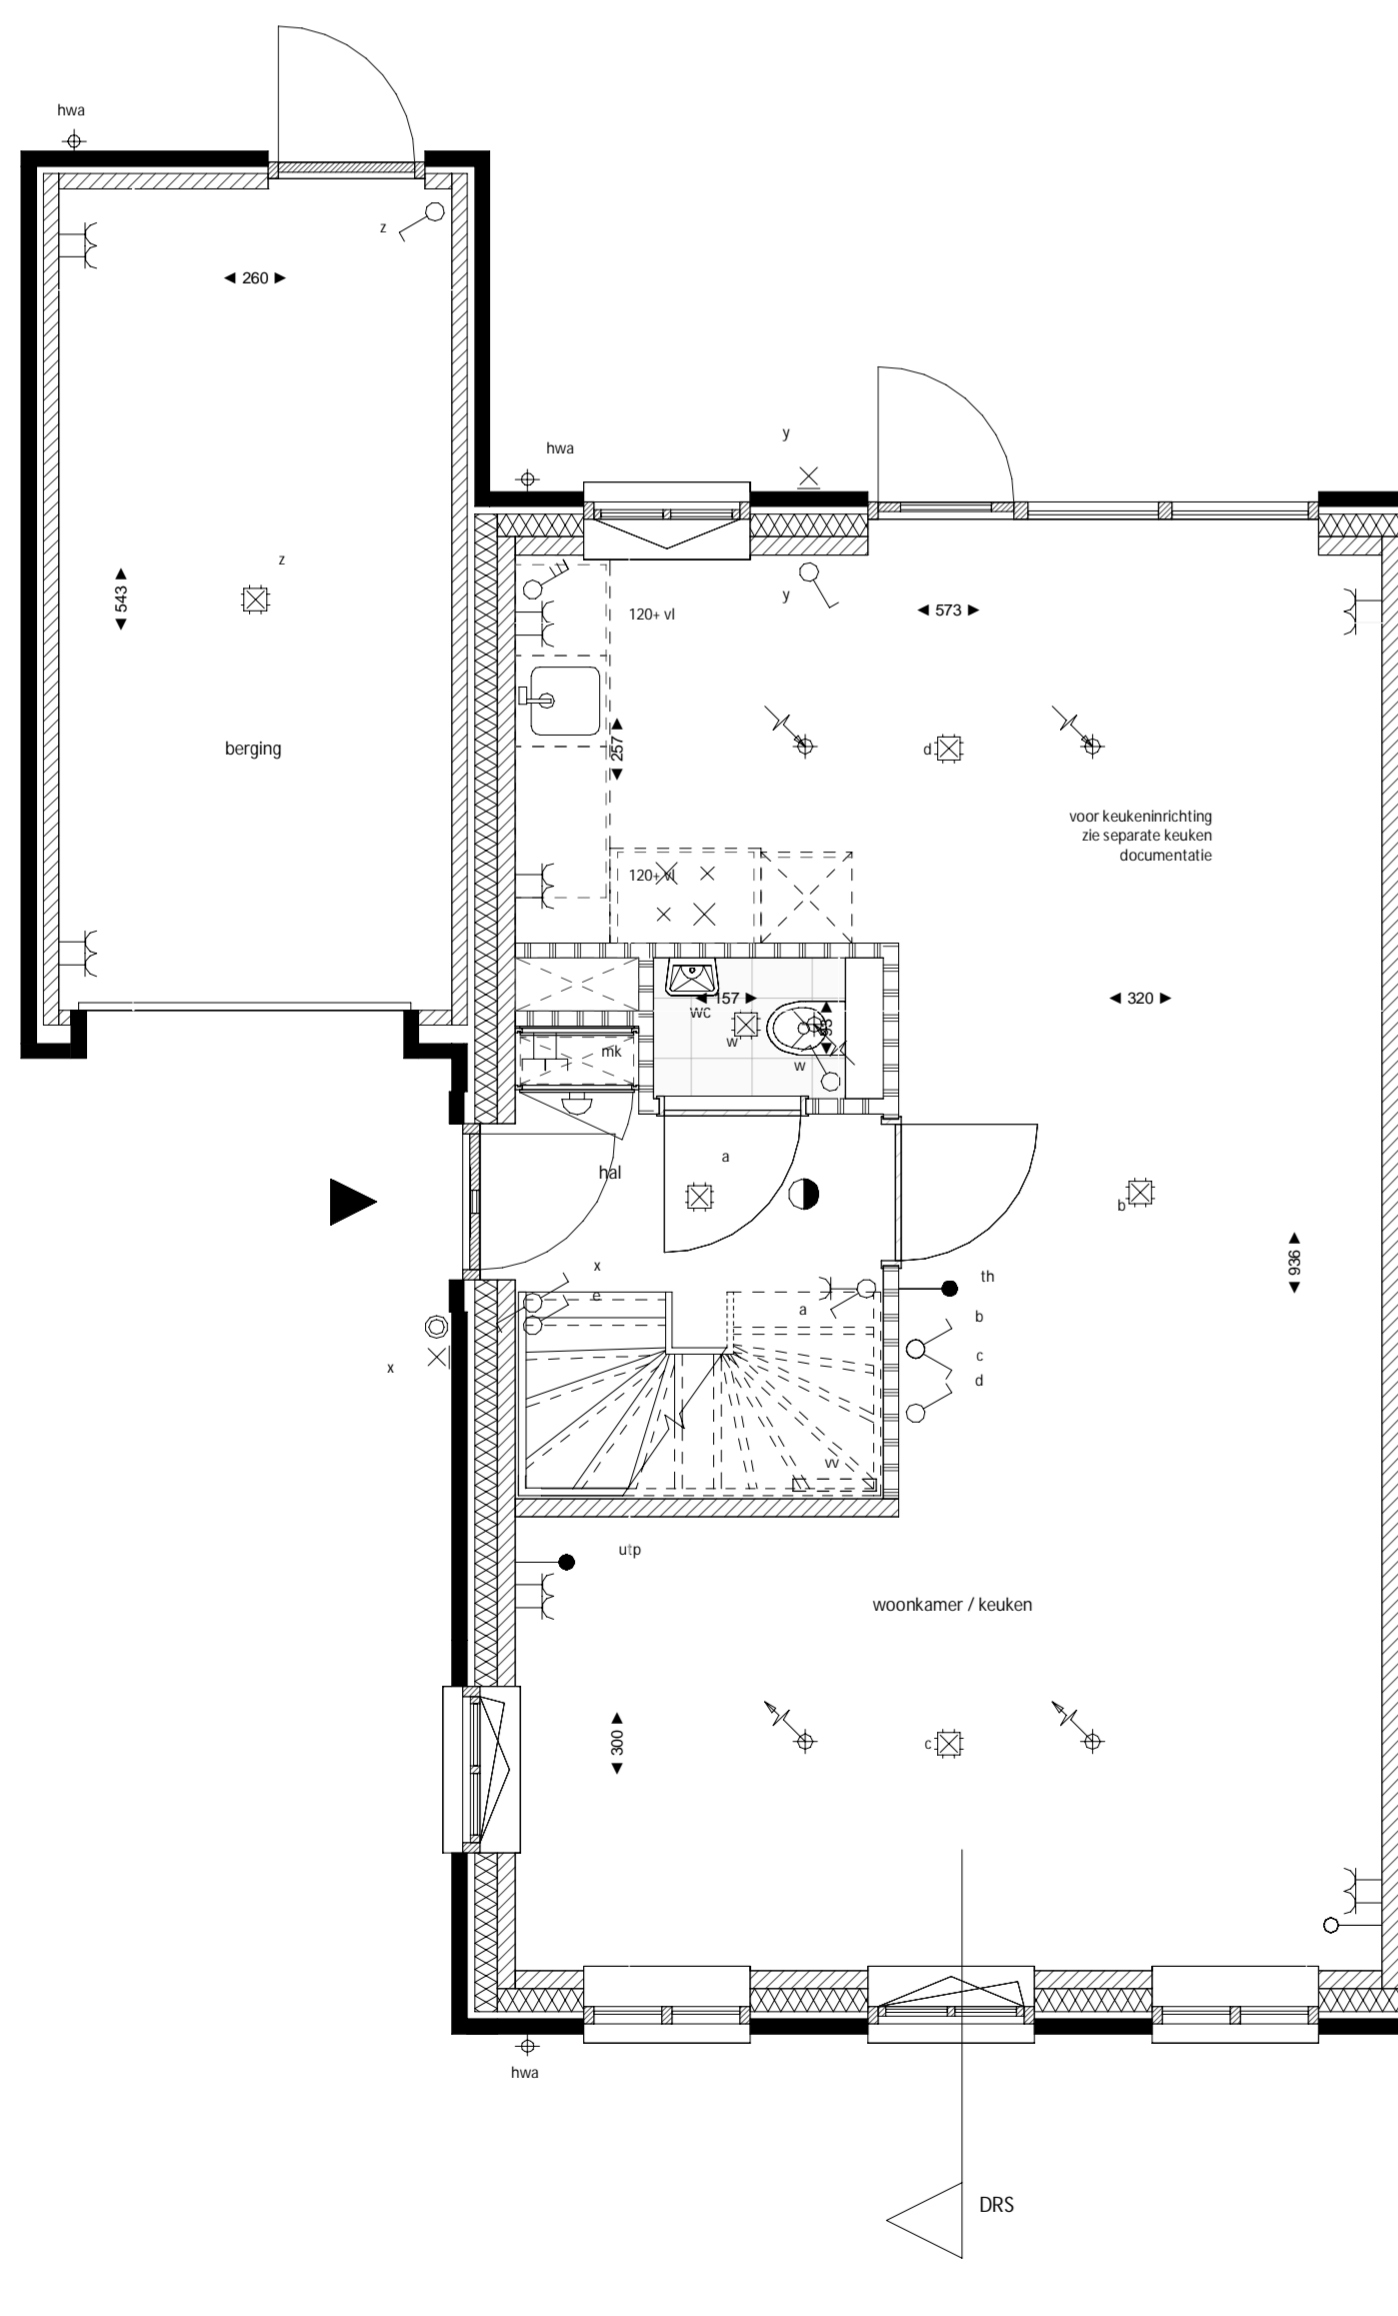 hwa
z
◄ 260 ►
hwa
y
z
◄ 543 ►
y
120+ vl
◄ 573 ►
berging
◄ 257 ►
d
voor keukeninrichting
zie separate keuken
documentatie
120+ vl
◄ 157 ►
wc
◄ 93 ►
◄ 320 ►
w
mk
w
a
hal
b
x
e
a
th
b
c
d
◄ 936 ►
x
vv
utp
woonkamer / keuken
◄ 300 ►
c
hwa
DRS